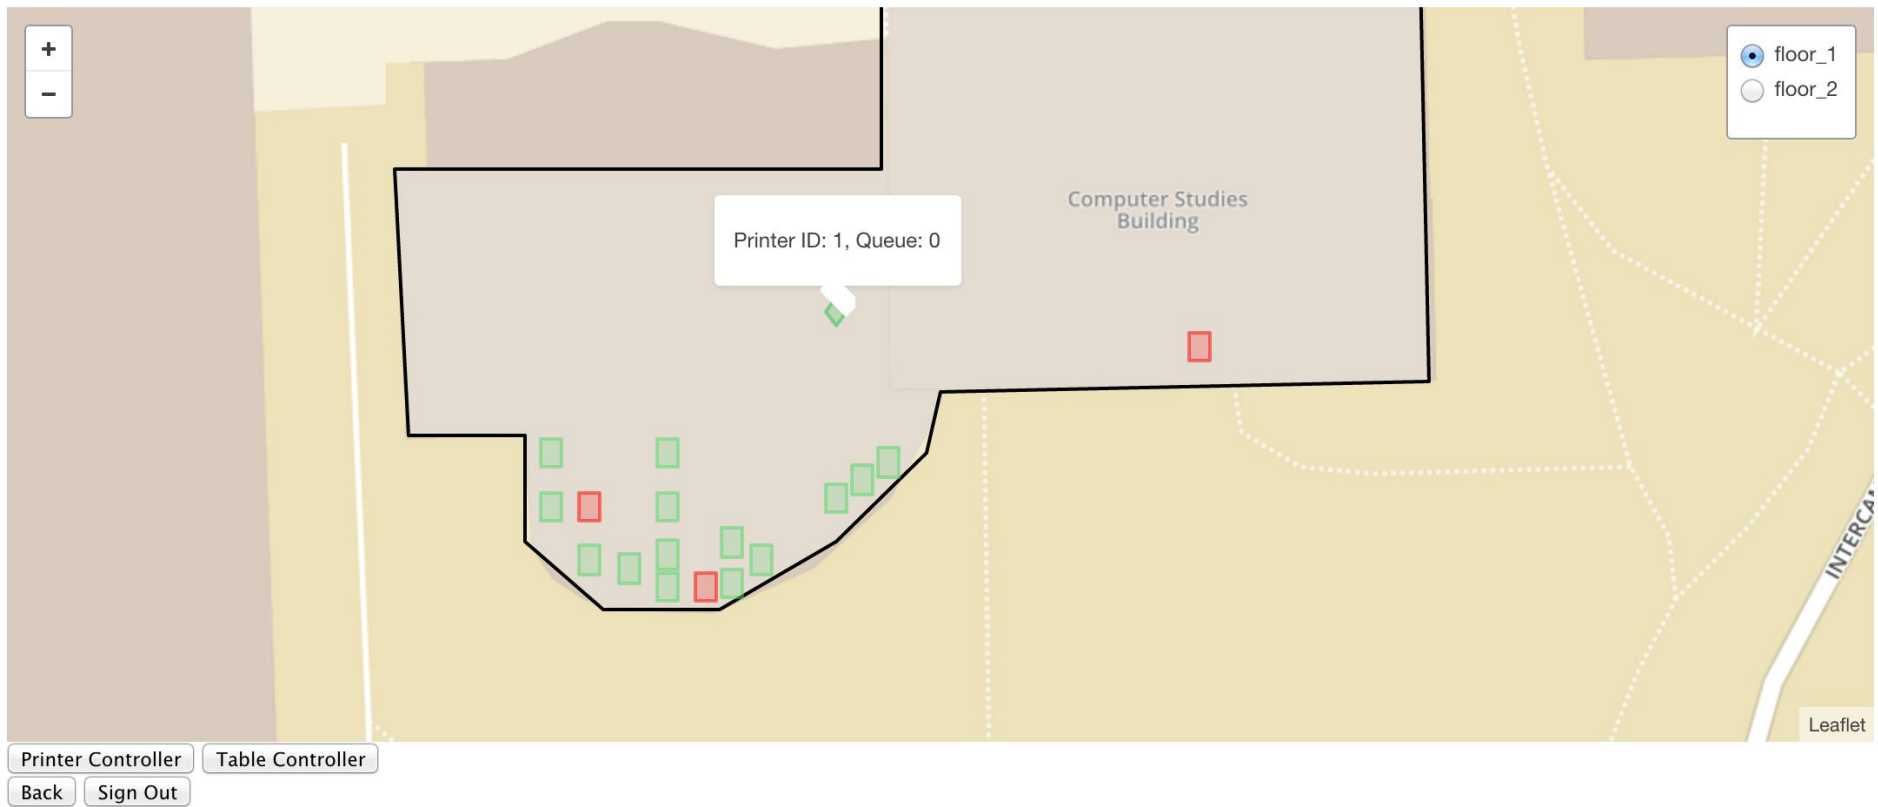 +
−
floor_1
floor_2
Computer Studies
Building
Printer ID: 1, Queue: 0
Leaflet
Printer Controller
Table Controller
Back
Sign Out